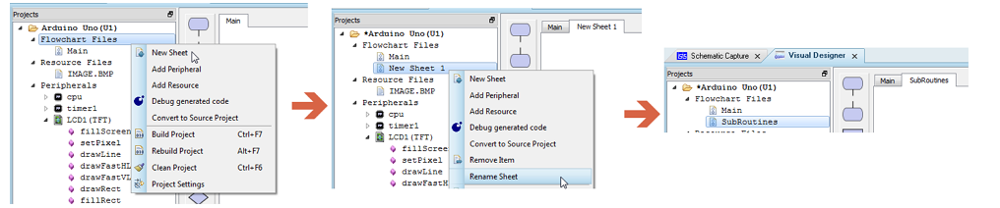 Projects
Arduino Uno(U1)
Flowchart Files
Main
Resource Files
IMAGE.BMP
Peripherals
cpu
timer1
LCD1(TFT)
fillScreen
setPixel
drawLine
drawFastHL
drawFastVL
drawRect
fillRect
Main
New Sheet
Add Peripheral
Add Resource
Debug generated code
Convert to Source Project
Build Project Ctrl+F7
Rebuild Project Alt+F7
Clean Project Ctrl+F6
Project Settings
Projects
*Arduino Uno(U1)
Flowchart Files
Main
New Sheet 1
Resource Files
IMAGE.BMP
Peripherals
cpu
timer1
LCD1(TFT)
fillScree
setPixel
drawLine
drawFastH
Main New Sheet 1
New Sheet
Add Peripheral
Add Resource
Debug generated code
Convert to Source Project
Remove Item
Rename Sheet
Schematic Capture Visual Designer
Projects
*Arduino Uno(U1)
Flowchart Files
Main
SubRoutines
Main SubRoutines